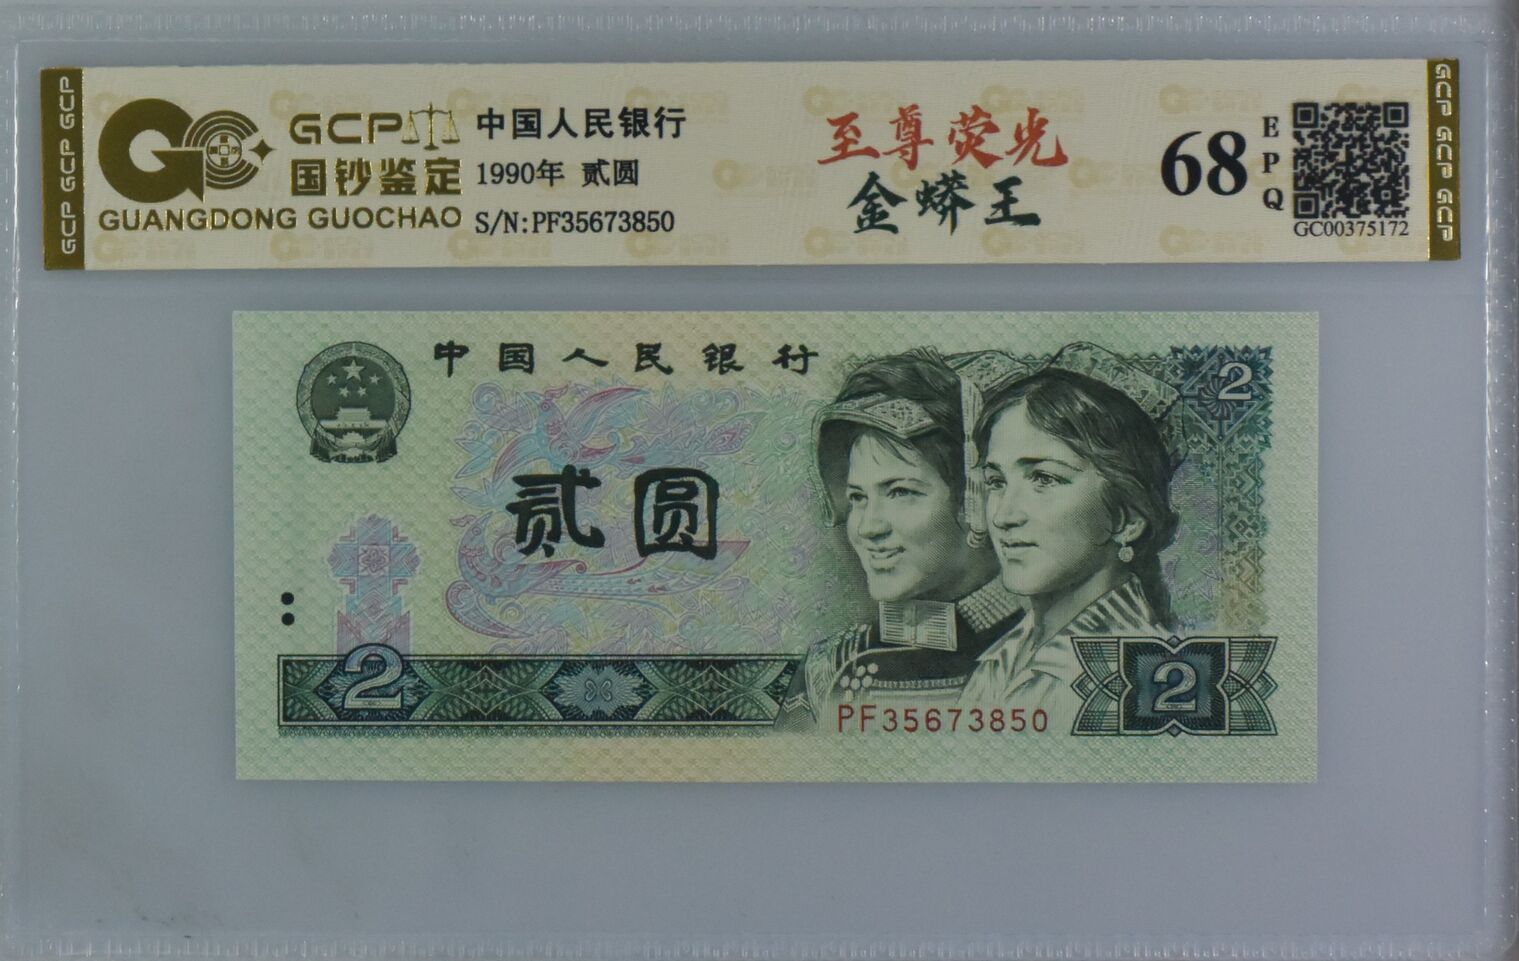 GCP GCP GCP
GCP
国钞鉴定
GUANGDONG GUOCHAO
中国人民银行
1990年 贰圆
S/N:PF35673850
至尊荧光
金蟒王
68
EPQ
GC00375172
GCP GCP GCP
中国人民银行
2
贰圆
2
2
PF35673850